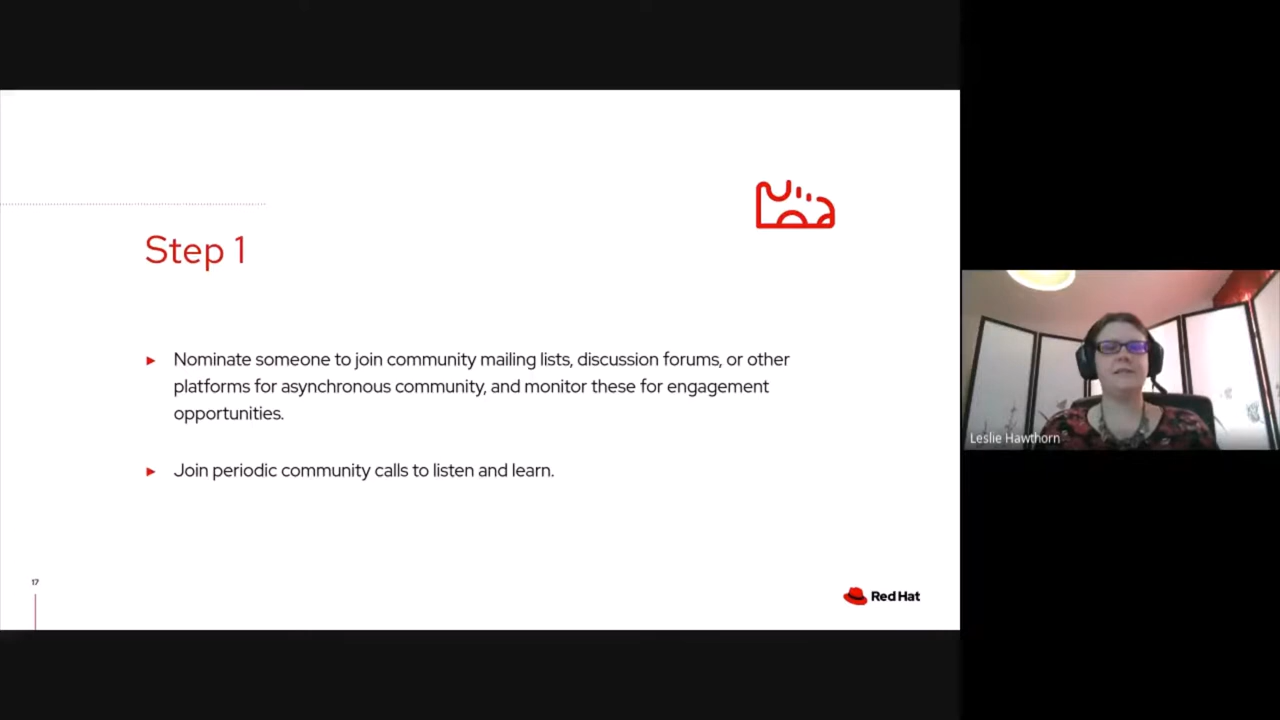 Step 1
Nominate someone to join community mailing lists, discussion forums, or other
platforms for asynchronous community, and monitor these for engagement
opportunities.
Join periodic community calls to listen and learn.
17
Red Hat
Leslie Hawthorn